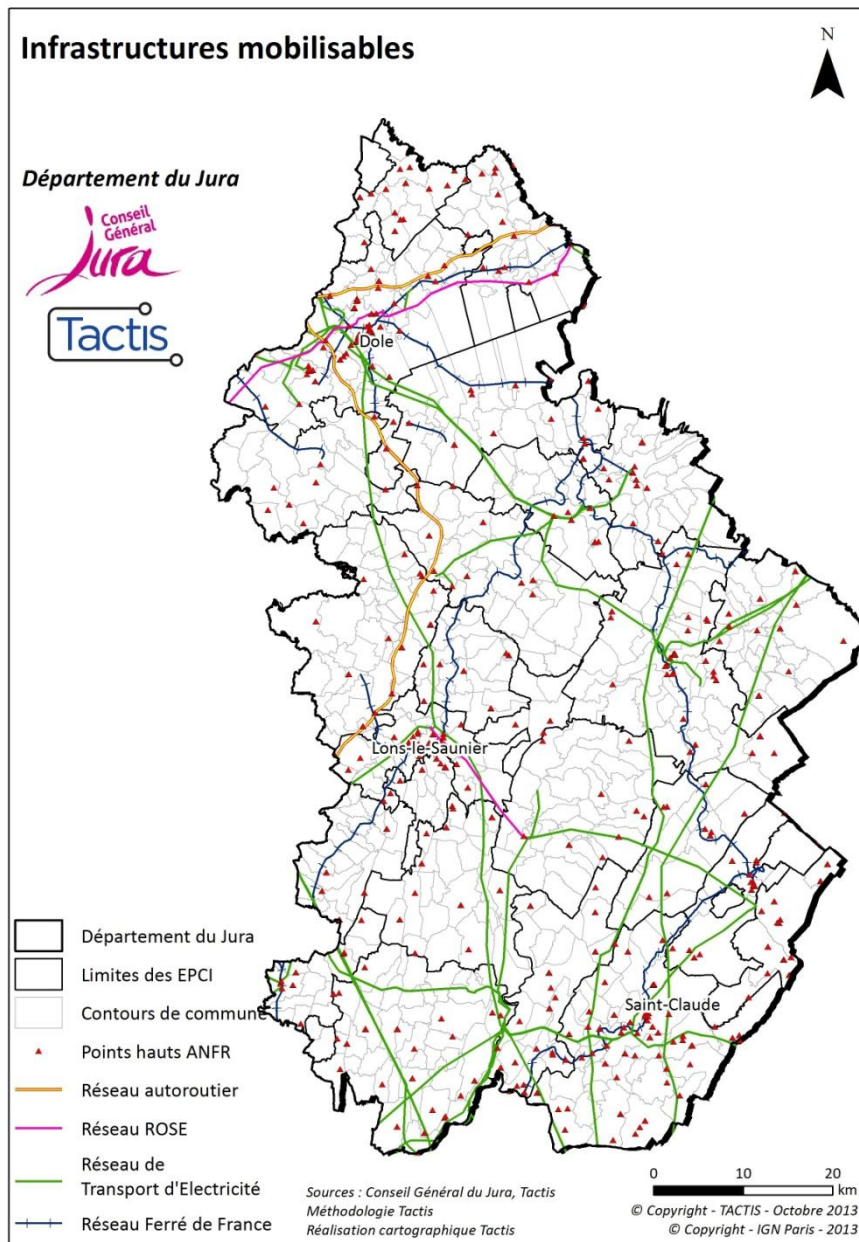 Infrastructures mobilisables
N
Département du Jura
Conseil
Général
Jura
Tactis
Dole
Lons-le-Saunier
Saint-Claude
Département du Jura
Limites des EPCI
Contours de commune
Points hauts ANFR
Réseau autoroutier
Réseau ROSE
Réseau de
Transport d'Electricité
Réseau Ferré de France
Sources : Conseil Général du Jura, Tactis
Méthodologie Tactis
Réalisation cartographique Tactis
0 10 20
km
© Copyright - TACTIS - Octobre 2013
© Copyright - IGN Paris - 2013